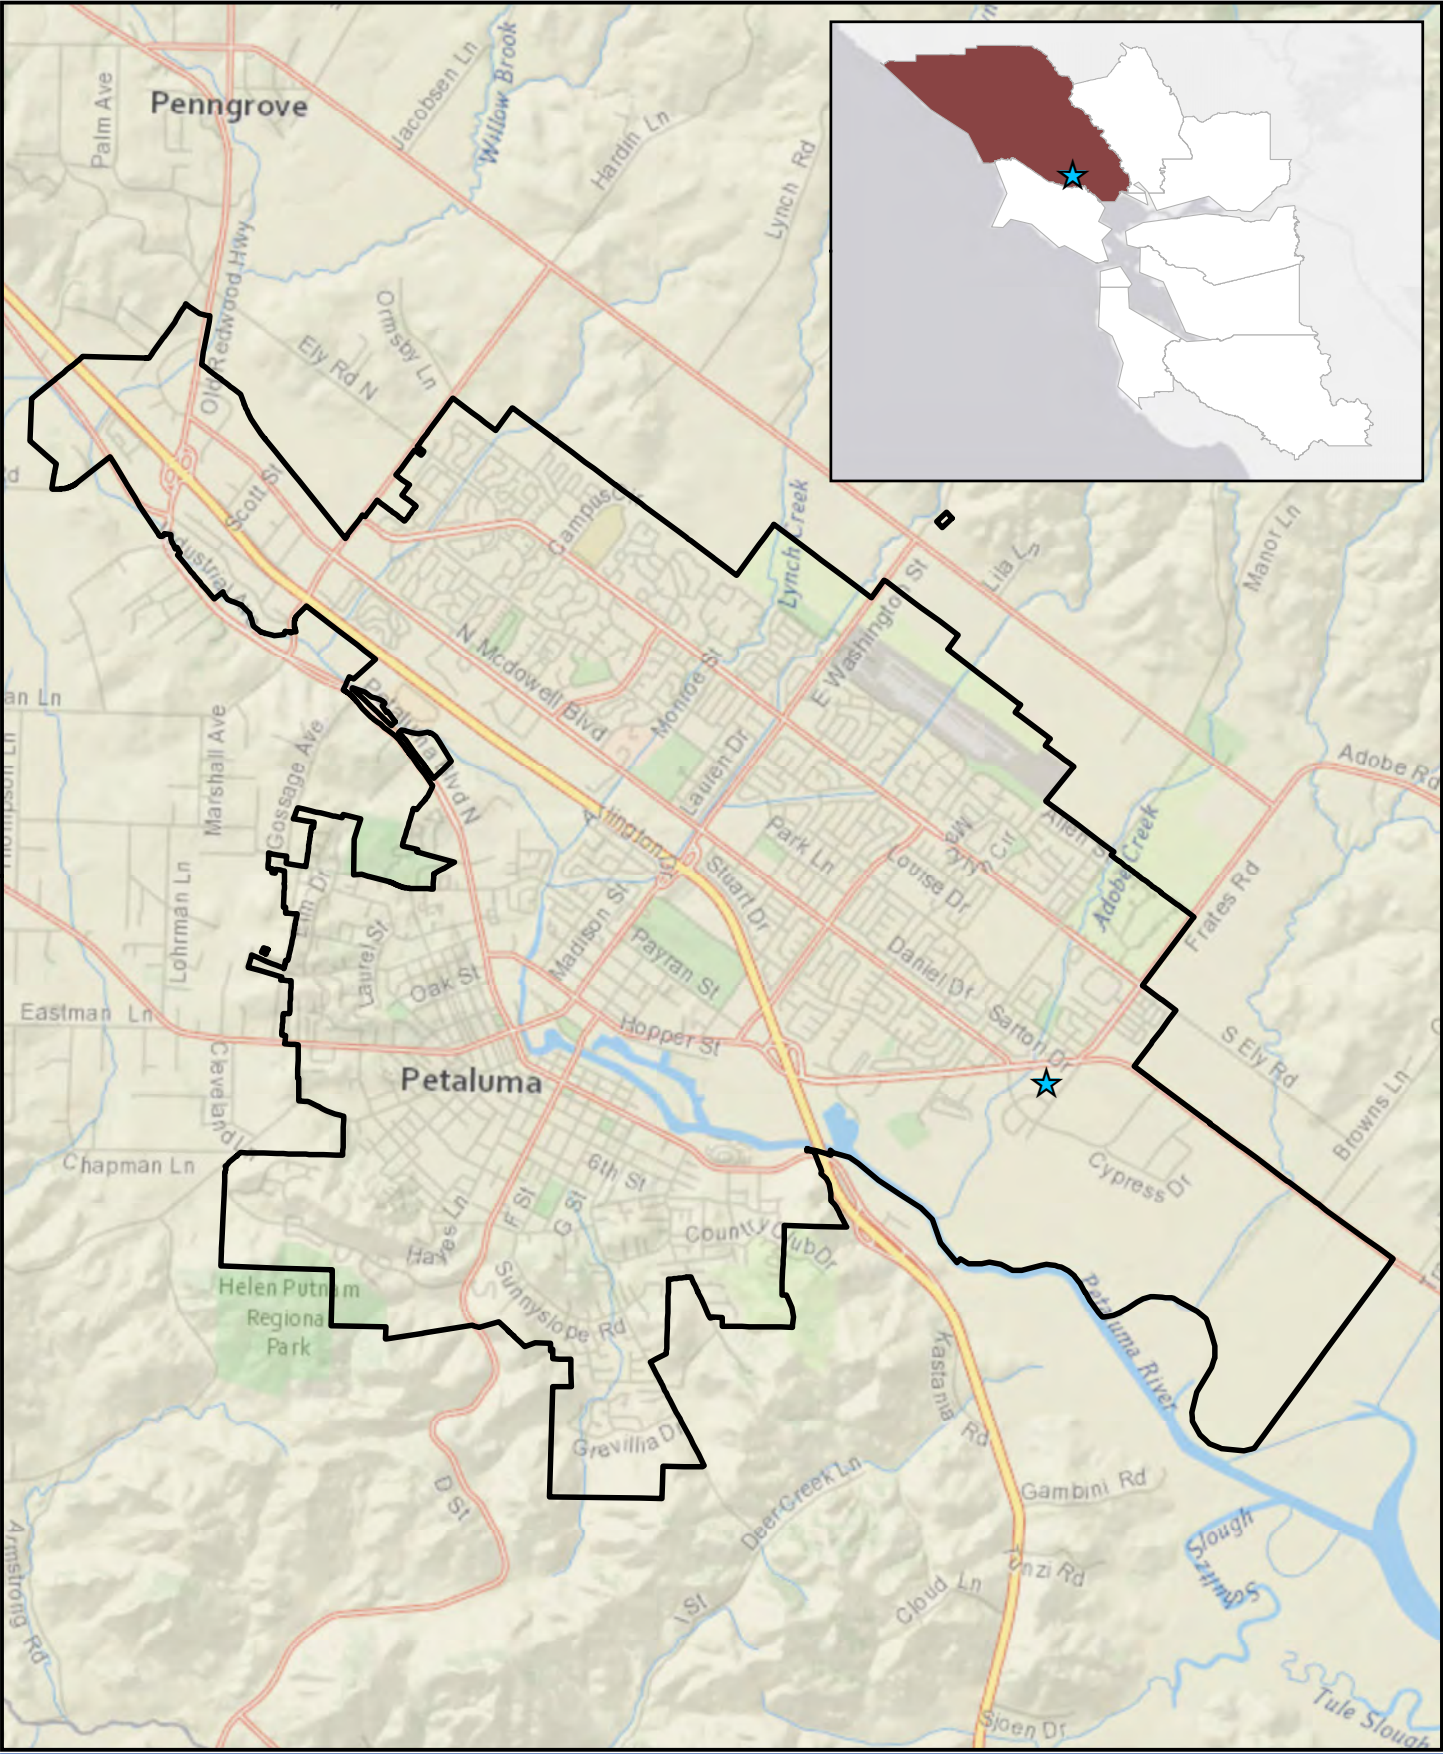 Penngrove
Palm Ave
Jacobsen Ln
Willow Brook
Hardin Ln
Lynch Rd
Old Redwood Hwy
Ormsby Ln
Ely Rd N
Scott St
Campus Cir
Lynch Creek
Lila Ln
Manor Ln
E Washington St
N Mcdowell Blvd
Monroe St
Petaluma Blvd N
Marshall Ave
Gossage Ave
Lauren Dr
Adobe Rd
Park Ln
Louise Dr
Allen St
Adobe Creek
Stuart Dr
Frates Rd
Lohrman Ln
Elm Dr
Laurel St
Oak St
Madison St
Payran St
Daniel Dr
Sarton Dr
Eastman Ln
Hopper St
S Ely Rd
Petaluma
Cleveland Ln
Browns Ln
Chapman Ln
6th St
Cypress Dr
F St
G St
Hayes Ln
Country Club Dr
Helen Putnam
Regional
Park
Sunnyslope Rd
Petaluma River
Kastania Rd
Grevillia Dr
D St
Deer Creek Ln
Gambini Rd
Slough
Schultz
Armstrong Rd
I St
Cloud Ln
Tunzi Rd
Sjoen Dr
Tule Slough